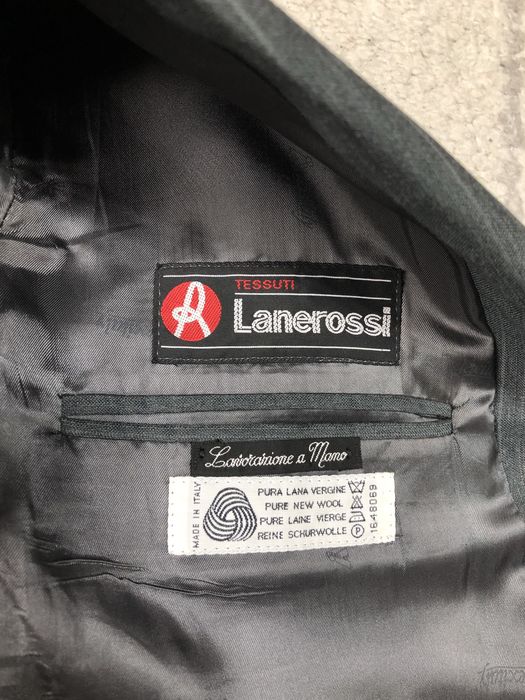 TESSUTI
Lanerossi
Lavorazione a Mano
MADE IN ITALY
PURA LANA VERGINE
PURE NEW WOOL
PURE LAINE VIERGE
REINE SCHURWOLLE
1648069